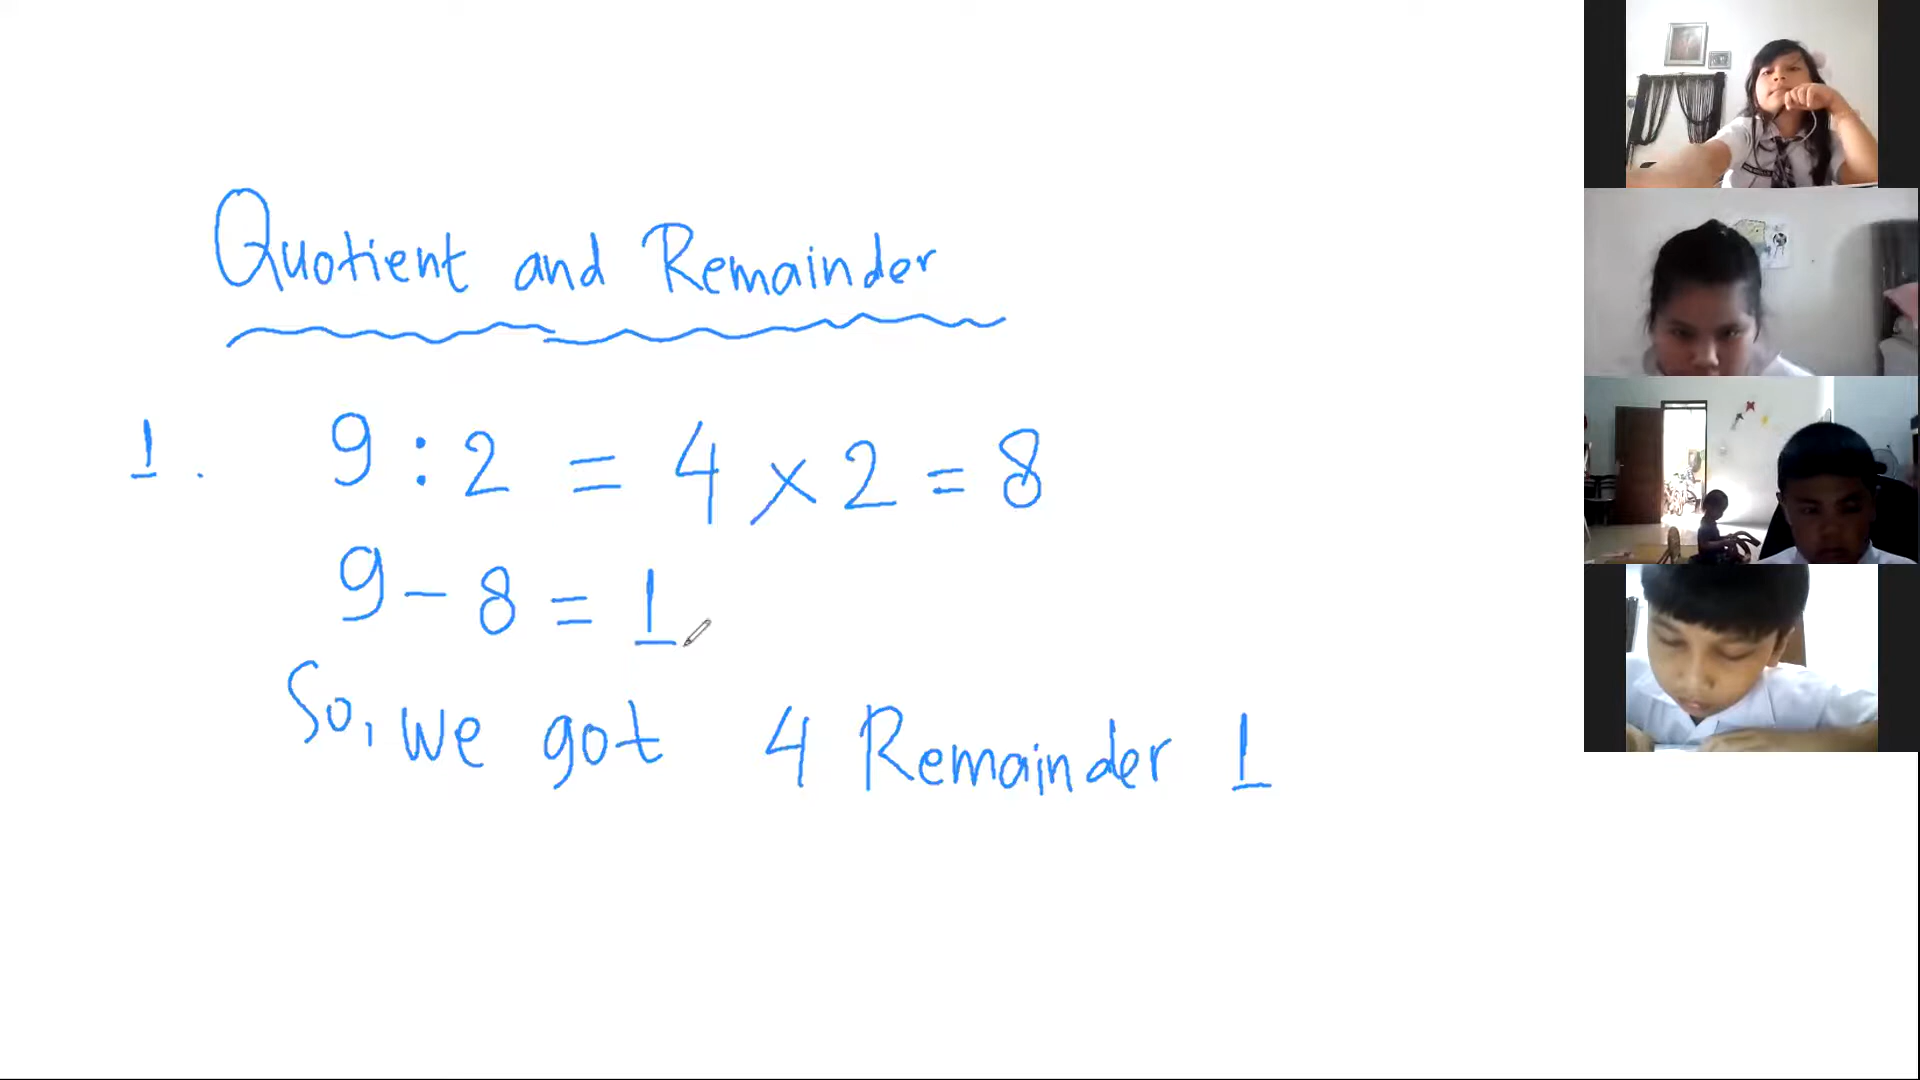 Quotient and Remainder
1. 9 : 2 = 4 × 2 = 8
9 - 8 = 1
So, we got 4 Remainder 1